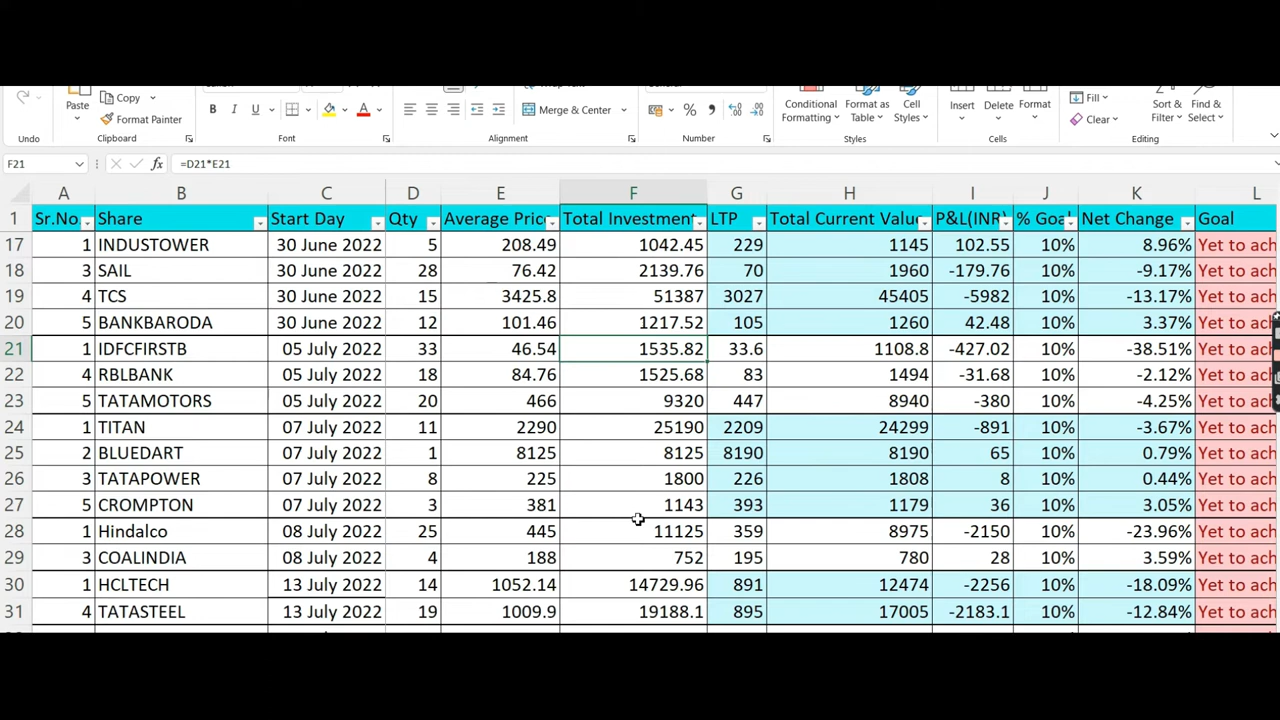 Copy
Paste
Format Painter
B I U
A
Merge & Center
%
Conditional Formatting
Format as Table
Cell Styles
Insert
Delete
Format
Fill
Clear
Sort & Filter
Find & Select
Undo
Clipboard
Font
Alignment
Number
Styles
Cells
Editing
F21 fx =D21*E21
A B C D E F G H I J K L
1 Sr.No Share Start Day Qty Average Price Total Investment LTP Total Current Value P&L(INR) % Goal Net Change Goal
17 1 INDUSTOWER 30 June 2022 5 208.49 1042.45 229 1145 102.55 10% 8.96% Yet to ach
18 3 SAIL 30 June 2022 28 76.42 2139.76 70 1960 -179.76 10% -9.17% Yet to ach
19 4 TCS 30 June 2022 15 3425.8 51387 3027 45405 -5982 10% -13.17% Yet to ach
20 5 BANKBARODA 30 June 2022 12 101.46 1217.52 105 1260 42.48 10% 3.37% Yet to ach
21 1 IDFCFIRSTB 05 July 2022 33 46.54 1535.82 33.6 1108.8 -427.02 10% -38.51% Yet to ach
22 4 RBLBANK 05 July 2022 18 84.76 1525.68 83 1494 -31.68 10% -2.12% Yet to ach
23 5 TATAMOTORS 05 July 2022 20 466 9320 447 8940 -380 10% -4.25% Yet to ach
24 1 TITAN 07 July 2022 11 2290 25190 2209 24299 -891 10% -3.67% Yet to ach
25 2 BLUEDART 07 July 2022 1 8125 8125 8190 8190 65 10% 0.79% Yet to ach
26 3 TATAPOWER 07 July 2022 8 225 1800 226 1808 8 10% 0.44% Yet to ach
27 5 CROMPTON 07 July 2022 3 381 1143 393 1179 36 10% 3.05% Yet to ach
28 1 Hindalco 08 July 2022 25 445 11125 359 8975 -2150 10% -23.96% Yet to ach
29 3 COALINDIA 08 July 2022 4 188 752 195 780 28 10% 3.59% Yet to ach
30 1 HCLTECH 13 July 2022 14 1052.14 14729.96 891 12474 -2256 10% -18.09% Yet to ach
31 4 TATASTEEL 13 July 2022 19 1009.9 19188.1 895 17005 -2183.1 10% -12.84% Yet to ach